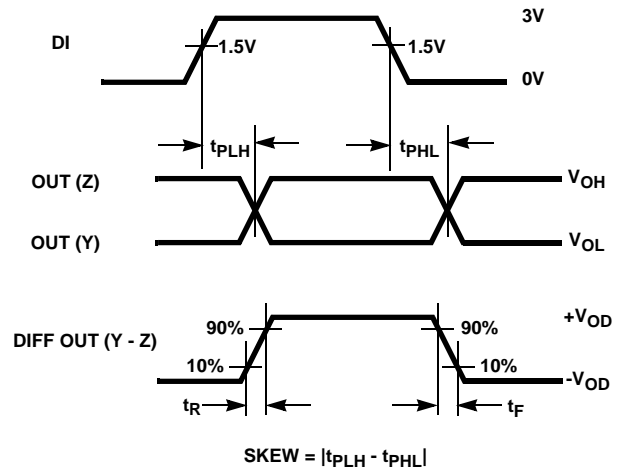 3V
DI
1.5V
1.5V
0V
tPLH
tPHL
OUT (Z)
VOH
OUT (Y)
VOL
+VOD
DIFF OUT (Y - Z)
90%
90%
10%
10%
-VOD
tR
tF
SKEW = |tPLH - tPHL|